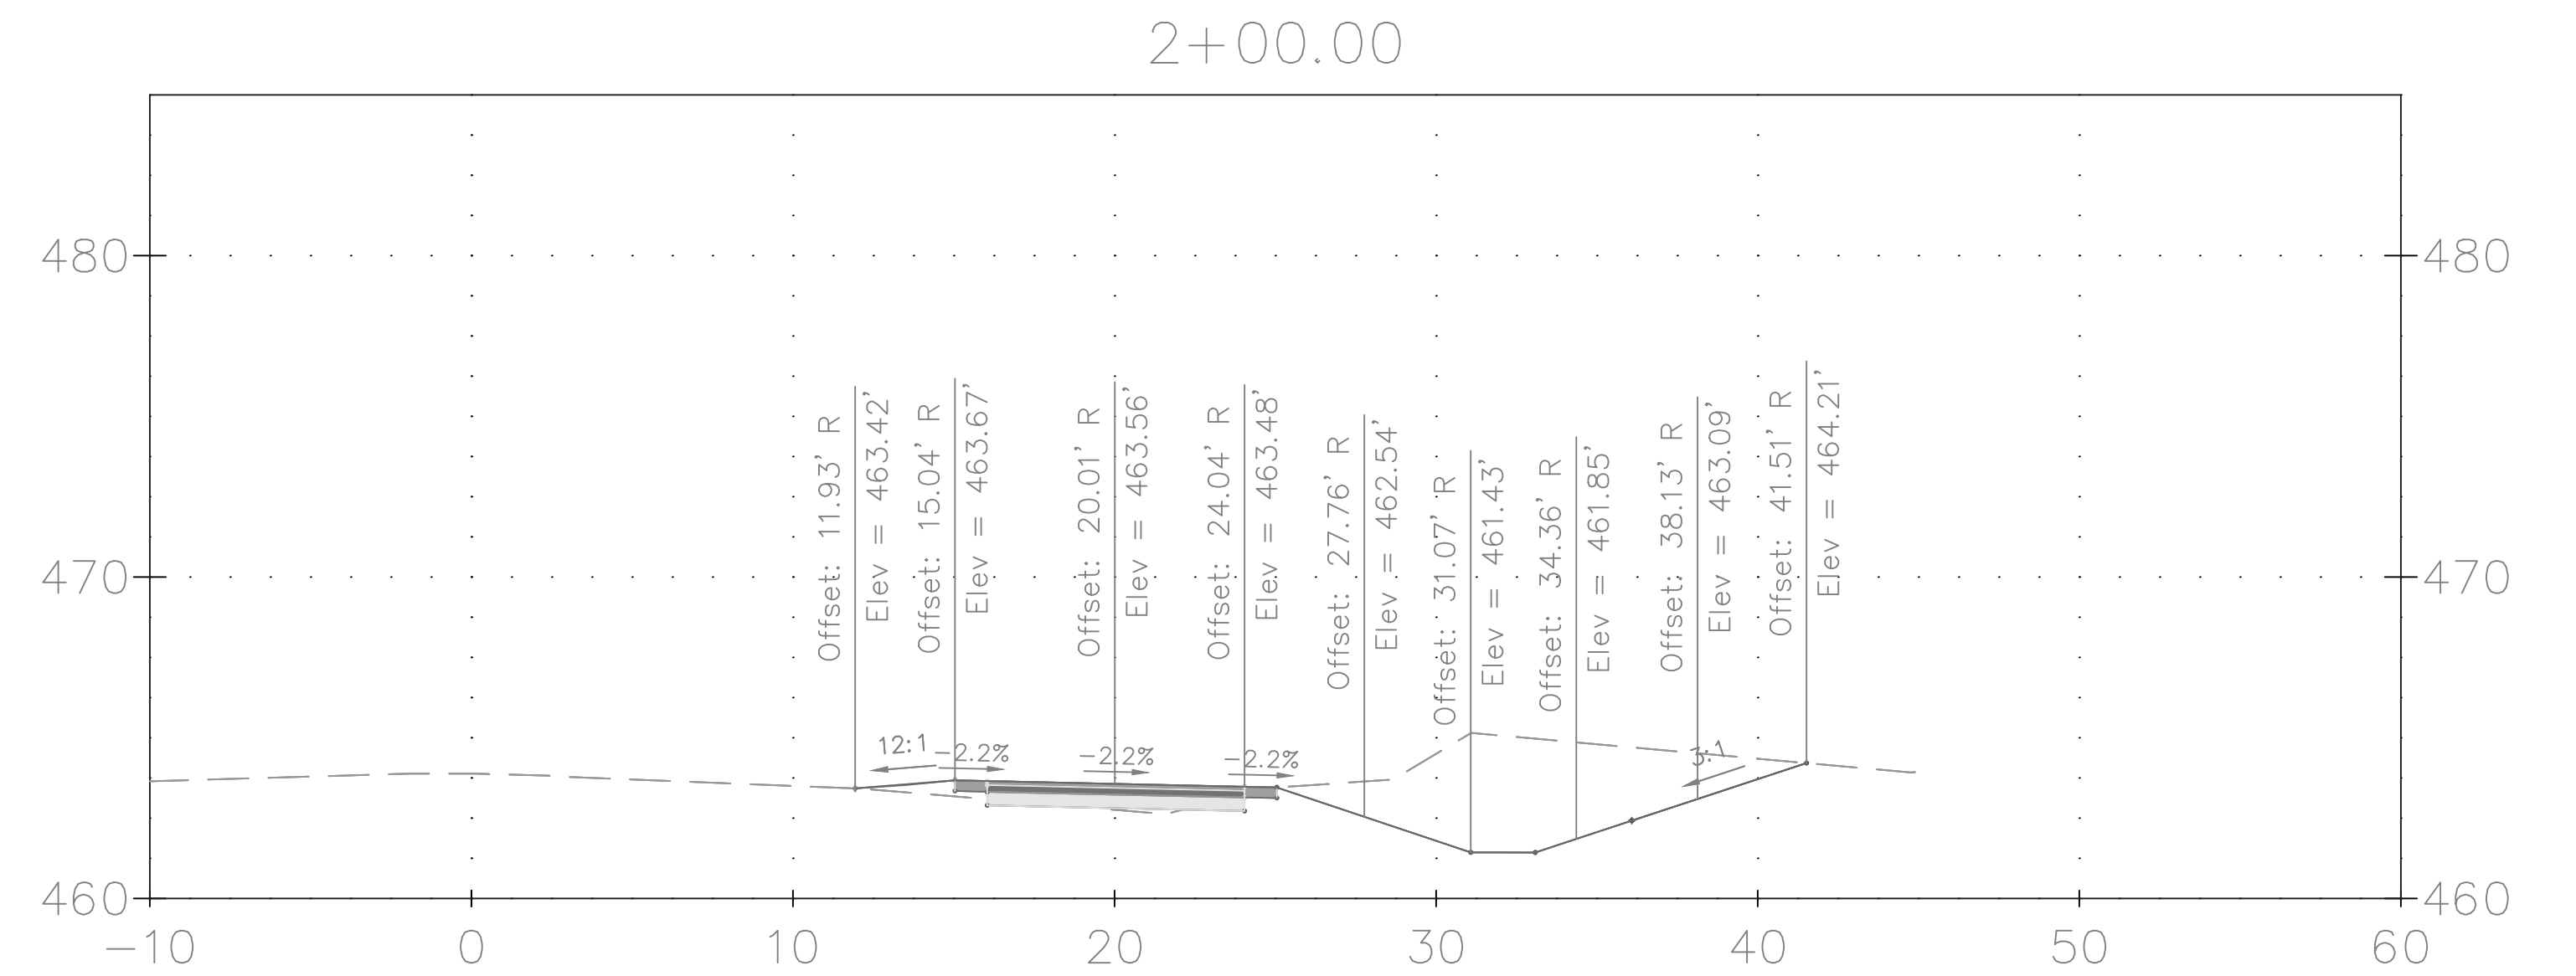 2+00.00
480
480
470
470
460
460
Offset: 11.93' R
Elev = 463.42'
Offset: 15.04' R
Elev = 463.67'
Offset: 20.01' R
Elev = 463.56'
Offset: 24.04' R
Elev = 463.48'
Offset: 27.76' R
Elev = 462.54'
Offset: 31.07' R
Elev = 461.43'
Offset: 34.36' R
Elev = 461.85'
Offset: 38.13' R
Elev = 463.09'
Offset: 41.51' R
Elev = 464.21'
12:1
-2.2%
-2.2%
-2.2%
3:1
-10
0
10
20
30
40
50
60